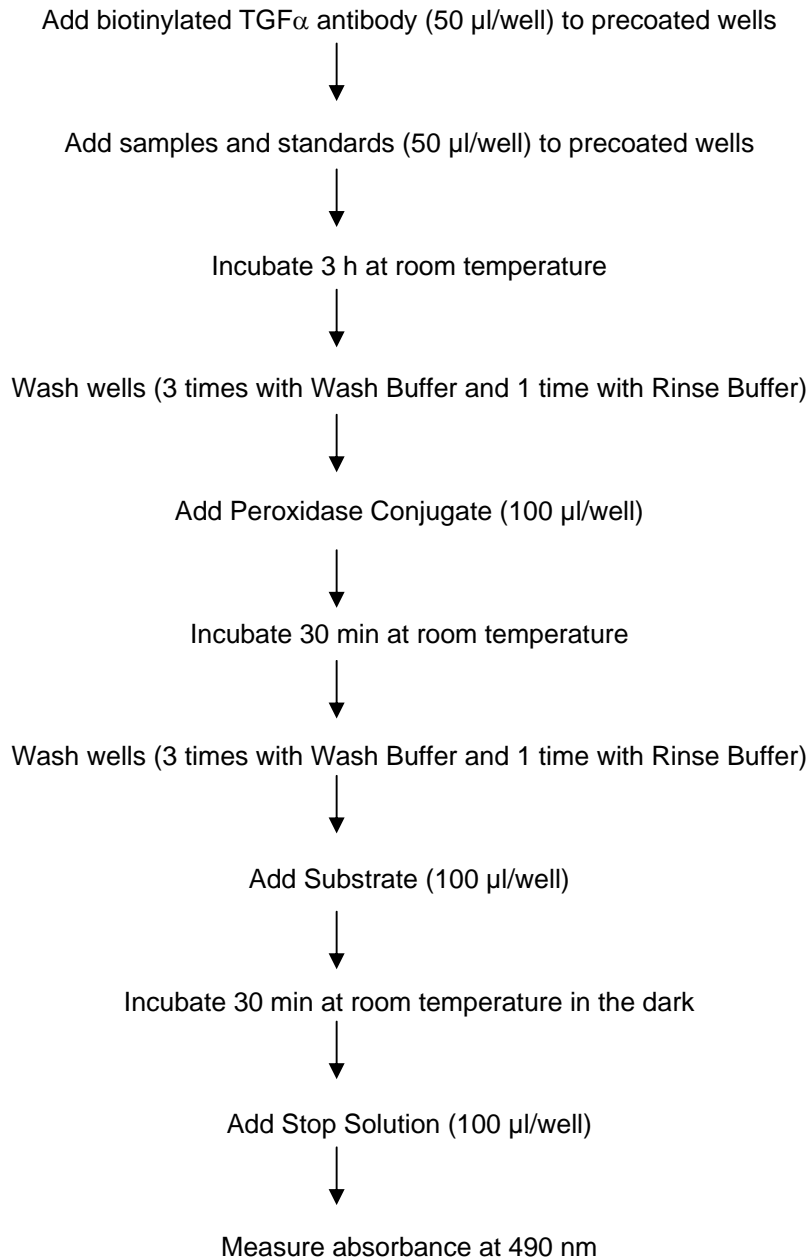 Add biotinylated TGFα antibody (50 µl/well) to precoated wells
Add samples and standards (50 µl/well) to precoated wells
Incubate 3 h at room temperature
Wash wells (3 times with Wash Buffer and 1 time with Rinse Buffer)
Add Peroxidase Conjugate (100 µl/well)
Incubate 30 min at room temperature
Wash wells (3 times with Wash Buffer and 1 time with Rinse Buffer)
Add Substrate (100 µl/well)
Incubate 30 min at room temperature in the dark
Add Stop Solution (100 µl/well)
Measure absorbance at 490 nm